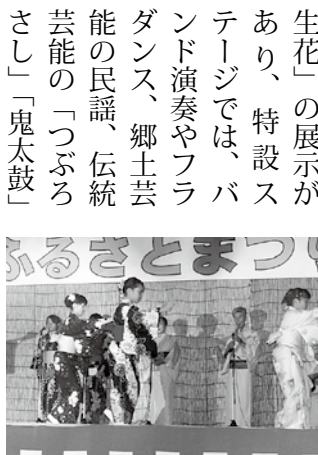 生花」の展示が
あり、特設ス
テージでは、バ
ンド演奏やフラ
ダンス、郷土芸
能の民謡、伝統
芸能の「つぶろ
さし」「鬼太鼓」
ふるさとまつり